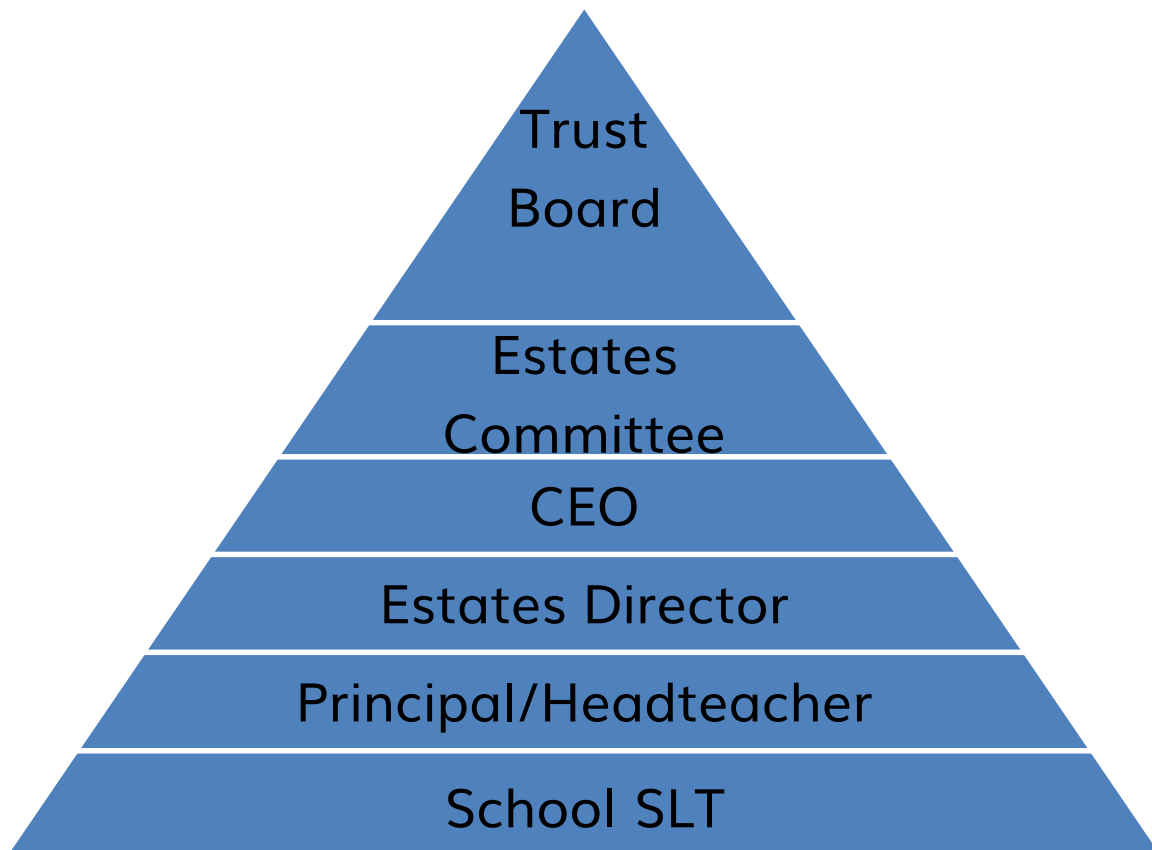 Trust
Board
Estates
Committee
CEO
Estates Director
Principal/Headteacher
School SLT